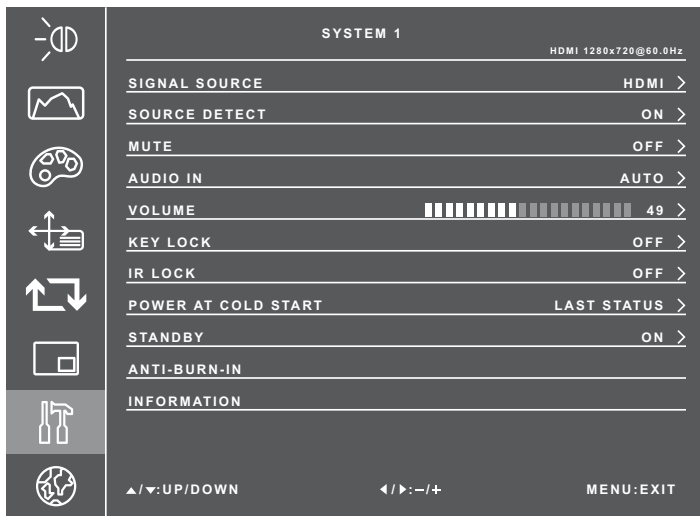 SYSTEM 1
HDMI 1280x720@60.0Hz
SIGNAL SOURCE HDMI >
SOURCE DETECT ON >
MUTE OFF >
AUDIO IN AUTO >
VOLUME 49 >
KEY LOCK OFF >
IR LOCK OFF >
POWER AT COLD START LAST STATUS >
STANDBY ON >
ANTI-BURN-IN
INFORMATION
▲/▼:UP/DOWN ◀/▶:−/+ MENU:EXIT